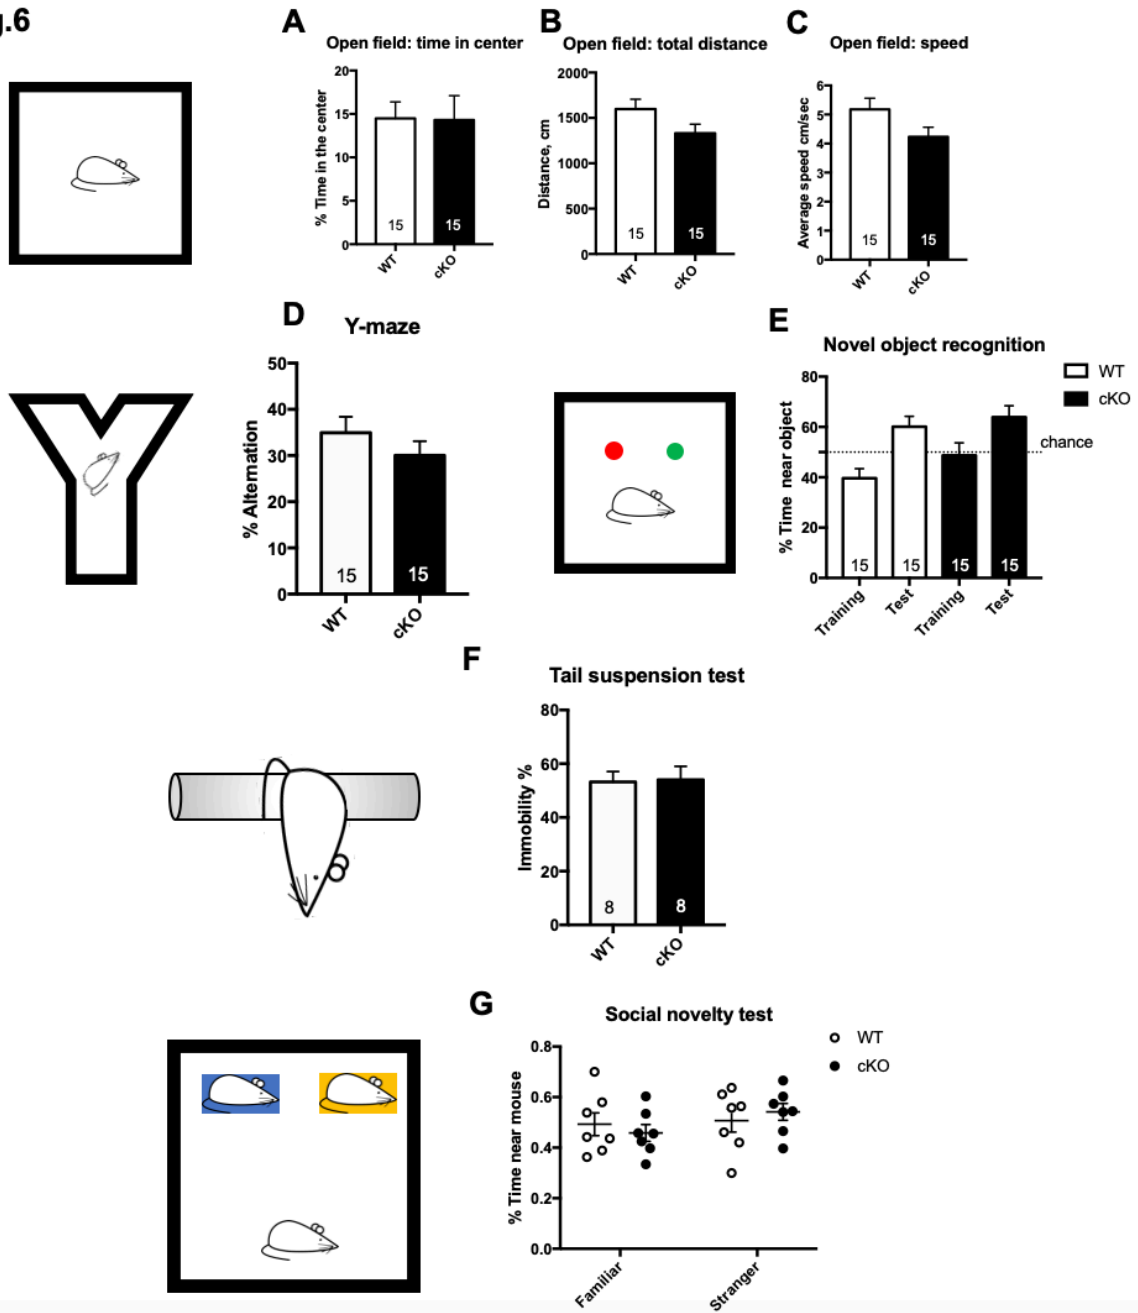 g.6
A
Open field: time in center
% Time in the center
20
15
10
5
0
15
15
WT
cKO
B
Open field: total distance
Distance, cm
2000
1500
1000
500
0
15
15
WT
cKO
C
Open field: speed
Average speed cm/sec
6
5
4
3
2
1
0
15
15
WT
cKO
D
Y-maze
% Alternation
50
40
30
20
10
0
15
15
WT
cKO
E
Novel object recognition
% Time near object
80
60
40
20
0
chance
WT
cKO
15
15
15
15
Training
Test
Training
Test
F
Tail suspension test
Immobility %
80
60
40
20
0
8
8
WT
cKO
G
Social novelty test
WT
cKO
% Time near mouse
0.8
0.6
0.4
0.2
0.0
Familiar
Stranger